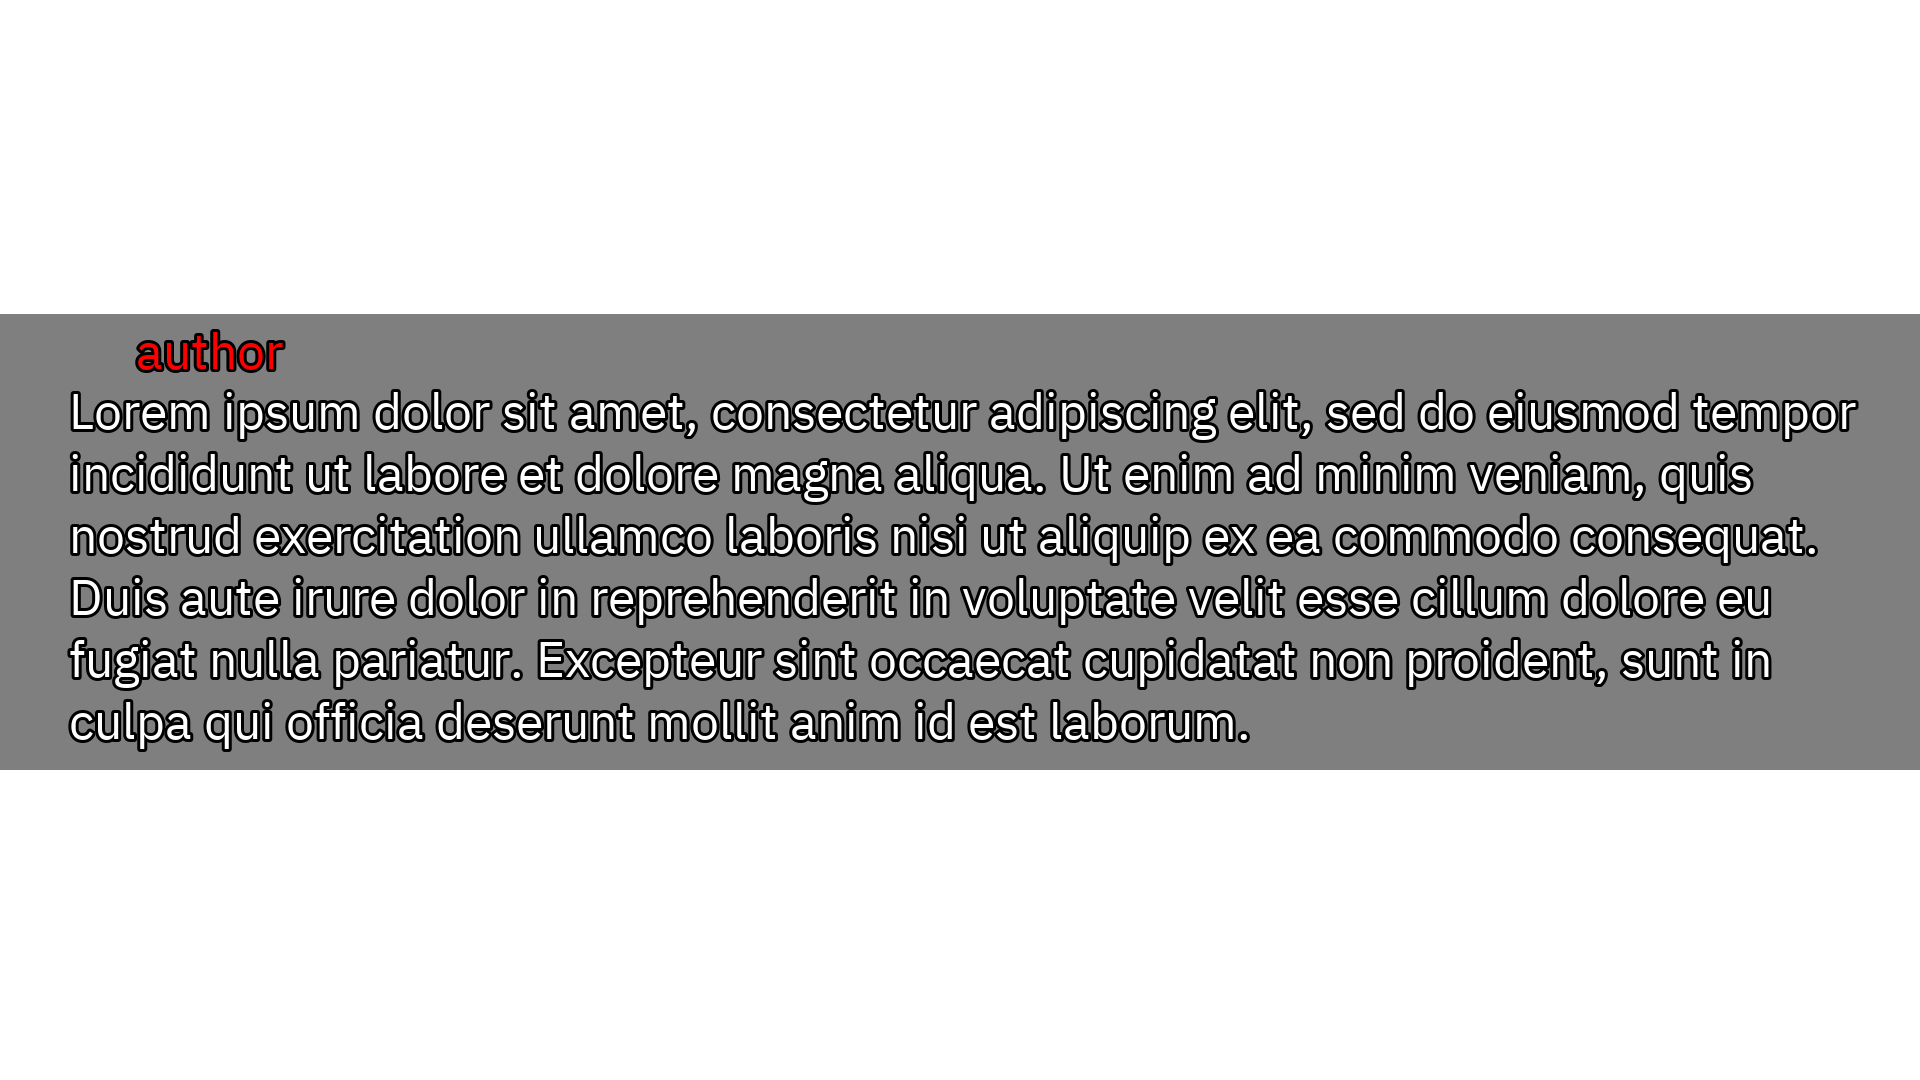 author
Lorem ipsum dolor sit amet, consectetur adipiscing elit, sed do eiusmod tempor
incididunt ut labore et dolore magna aliqua. Ut enim ad minim veniam, quis
nostrud exercitation ullamco laboris nisi ut aliquip ex ea commodo consequat.
Duis aute irure dolor in reprehenderit in voluptate velit esse cillum dolore eu
fugiat nulla pariatur. Excepteur sint occaecat cupidatat non proident, sunt in
culpa qui officia deserunt mollit anim id est laborum.